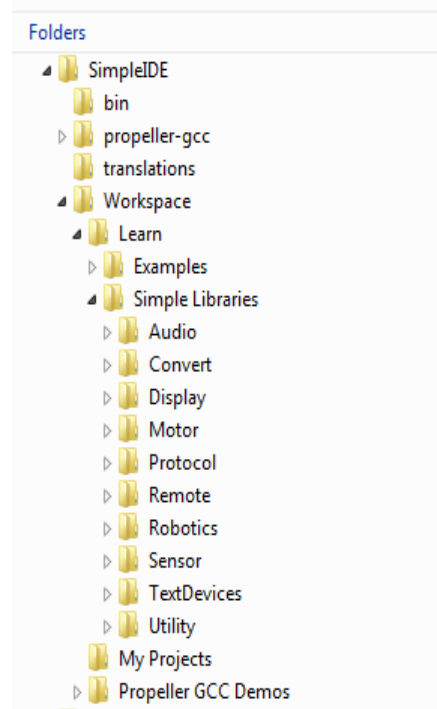 Folders
SimpleIDE
bin
propeller-gcc
translations
Workspace
Learn
Examples
Simple Libraries
Audio
Convert
Display
Motor
Protocol
Remote
Robotics
Sensor
TextDevices
Utility
My Projects
Propeller GCC Demos